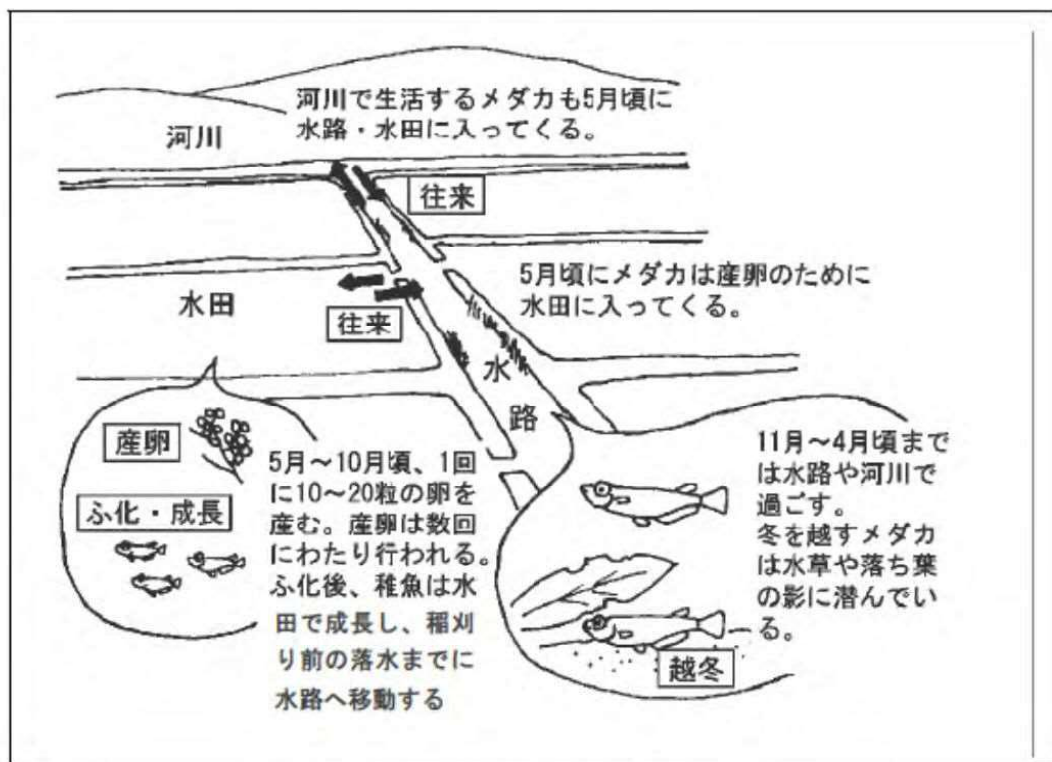 河川で生活するメダカも5月頃に
水路・水田に入ってくる。
河川
往来
5月頃にメダカは産卵のために
水田に入ってくる。
水田
往来
水
路
産卵
ふ化・成長
5月～10月頃、1回
に10～20粒の卵を
産む。産卵は数回
にわたり行われる。
ふ化後、稚魚は水
田で成長し、稲刈
り前の落水までに
水路へ移動する
11月～4月頃まで
は水路や河川で
過ごす。
冬を越すメダカ
は水草や落ち葉
の影に潜んでい
る。
越冬